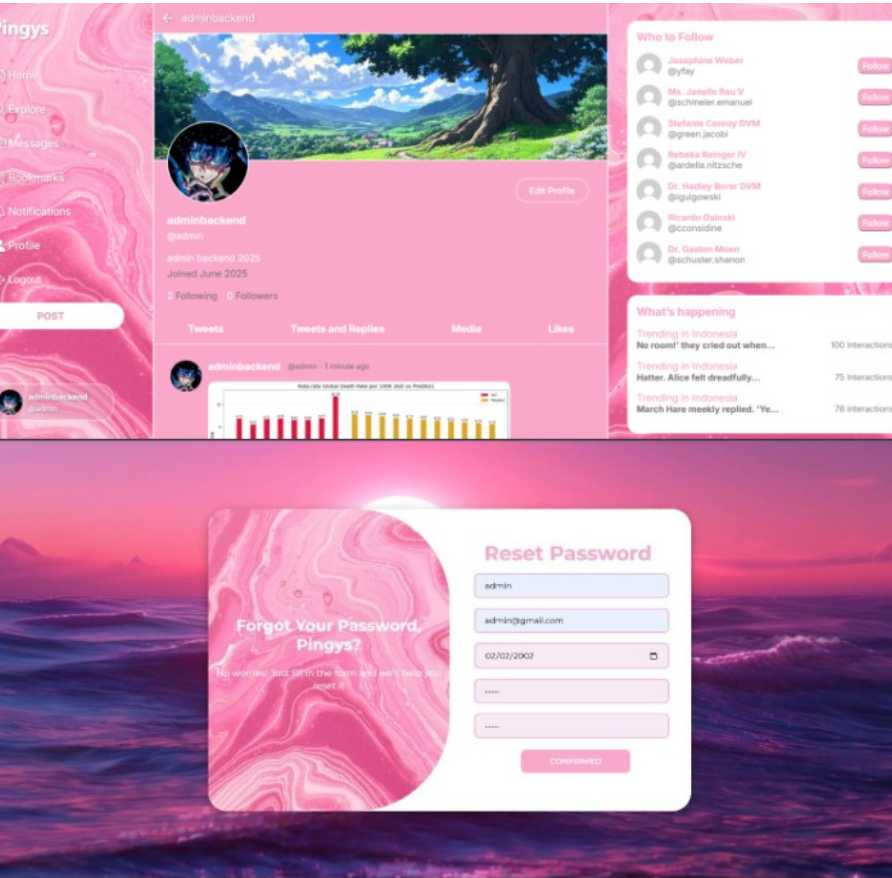 Pingys
Home
Explore
Messages
Bookmarks
Notifications
Profile
Logout
POST
adminbackend
@admin
adminbackend
Edit Profile
adminbackend
@admin
admin backend 2025
Joined June 2025
2 Following 0 Followers
Tweets Tweets and Replies Media Likes
adminbackend @admin - 1 minute ago
Rata-rata Global Death Rate per 100K (Asli vs Prediksi)
Who to Follow
Josephine Weber
@yfay
Follow
Ms. Janelle Rau V
@schmeler.emanuel
Follow
Stefanie Conroy DVM
@green.jacobi
Follow
Rebeka Reinger IV
@ardella.nitzsche
Follow
Dr. Hadley Borer DVM
@igulgowski
Follow
Ricardo Osinski
@cconsidine
Follow
Dr. Gaston Moen
@schuster.shanon
Follow
What's happening
Trending in Indonesia
No room!' they cried out when... 100 Interactions
Trending in Indonesia
Hatter. Alice felt dreadfully... 75 Interactions
Trending in Indonesia
March Hare meekly replied. 'Ye... 78 Interactions
Forgot Your Password,
Pingys?
No worries! Just fill in the form and we'll help you
reset it
Reset Password
admin
admin@gmail.com
02/02/2002
CONFIRMED